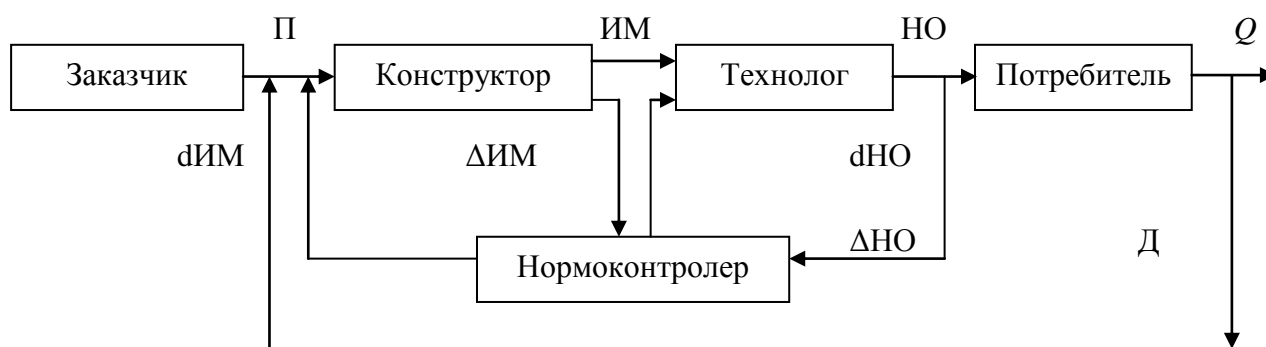 П ИМ НО Q
Заказчик Конструктор Технолог Потребитель
dИМ ΔИМ dНО
ΔНО Д
Нормоконтролер